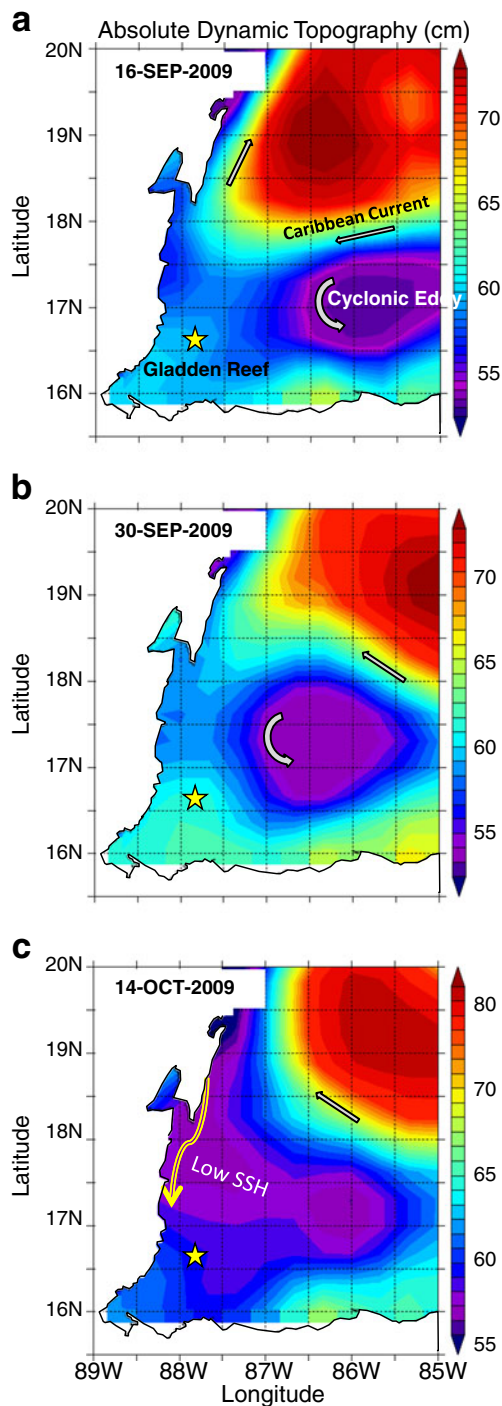 a
Absolute Dynamic Topography (cm)
20N
16-SEP-2009
70
19N
65
18N
Caribbean Current
Latitude
60
17N
Cyclonic Eddy
Gladden Reef
16N
55
b
20N
30-SEP-2009
70
19N
65
18N
Latitude
60
17N
55
16N
c
20N
14-OCT-2009
80
19N
70
18N
Low SSH
Latitude
65
17N
60
16N
55
89W
88W
87W
86W
85W
Longitude